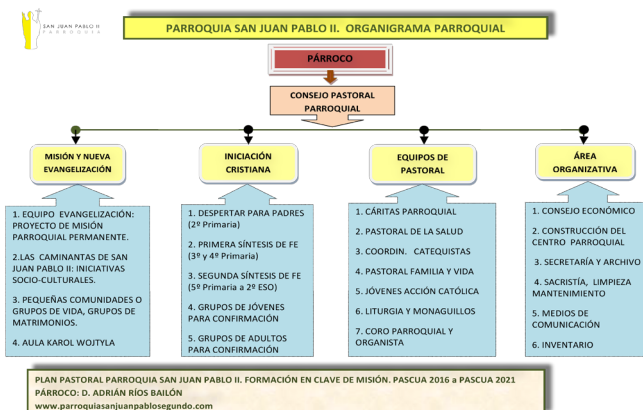 SAN JUAN PABLO II
PARROQUIA
PARROQUIA SAN JUAN PABLO II. ORGANIGRAMA PARROQUIAL
PÁRROCO
CONSEJO PASTORAL
PARROQUIAL
MISIÓN Y NUEVA
EVANGELIZACIÓN
1. EQUIPO EVANGELIZACIÓN:
PROYECTO DE MISIÓN
PARROQUIAL PERMANENTE.
2.LAS CAMINANTAS DE SAN
JUAN PABLO II: INICIATIVAS
SOCIO-CULTURALES.
3. PEQUEÑAS COMUNIDADES O
GRUPOS DE VIDA, GRUPOS DE
MATRIMONIOS.
4. AULA KAROL WOJTYLA
INICIACIÓN
CRISTIANA
1. DESPERTAR PARA PADRES
(2º Primaria)
2. PRIMERA SÍNTESIS DE FE
(3º y 4º Primaria)
3. SEGUNDA SÍNTESIS DE FE
(5º Primaria a 2º ESO)
4. GRUPOS DE JÓVENES
PARA CONFIRMACIÓN
5. GRUPOS DE ADULTOS
PARA CONFIRMACIÓN
EQUIPOS DE
PASTORAL
1. CÁRITAS PARROQUIAL
2. PASTORAL DE LA SALUD
3. COORDIN. CATEQUISTAS
4. PASTORAL FAMILIA Y VIDA
5. JÓVENES ACCIÓN CATÓLICA
6. LITURGIA Y MONAGUILLOS
7. CORO PARROQUIAL Y
ORGANISTA
ÁREA
ORGANIZATIVA
1. CONSEJO ECONÓMICO
2. CONSTRUCIÓN DEL
CENTRO PARROQUIAL
3. SECRETARÍA Y ARCHIVO
4. SACRISTÍA, LIMPIEZA
MANTENIMIENTO
5. MEDIOS DE
COMUNICACIÓN
6. INVENTARIO
PLAN PASTORAL PARROQUIA SAN JUAN PABLO II. FORMACIÓN EN CLAVE DE MISIÓN. PASCUA 2016 a PASCUA 2021
PÁRROCO: D. ADRIÁN RÍOS BAILÓN
www.parroquiasanjuanpablosegundo.com